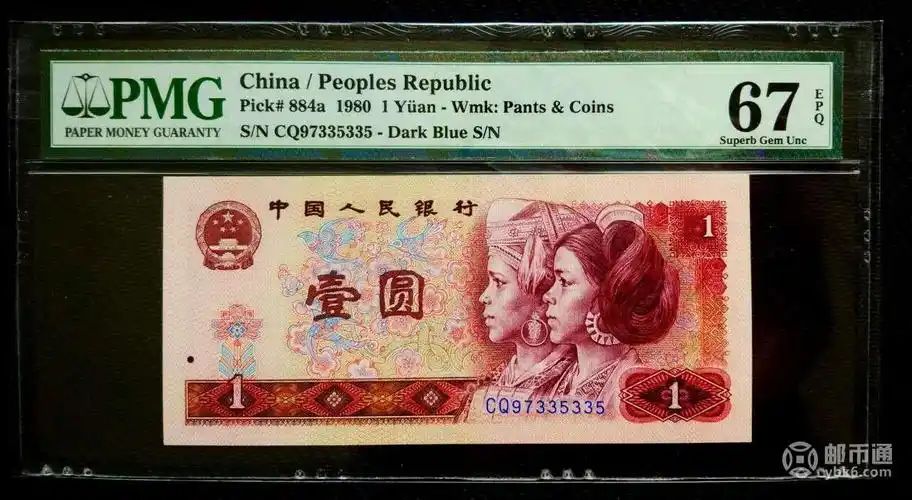 PMG
PAPER MONEY GUARANTY
China / Peoples Republic
Pick# 884a 1980 1 Yüan - Wmk: Pants & Coins
S/N CQ97335335 - Dark Blue S/N
67
EPQ
Superb Gem Unc
中国人民银行
1
壹圆
1
CQ97335335
1
邮币通
ybk6.com